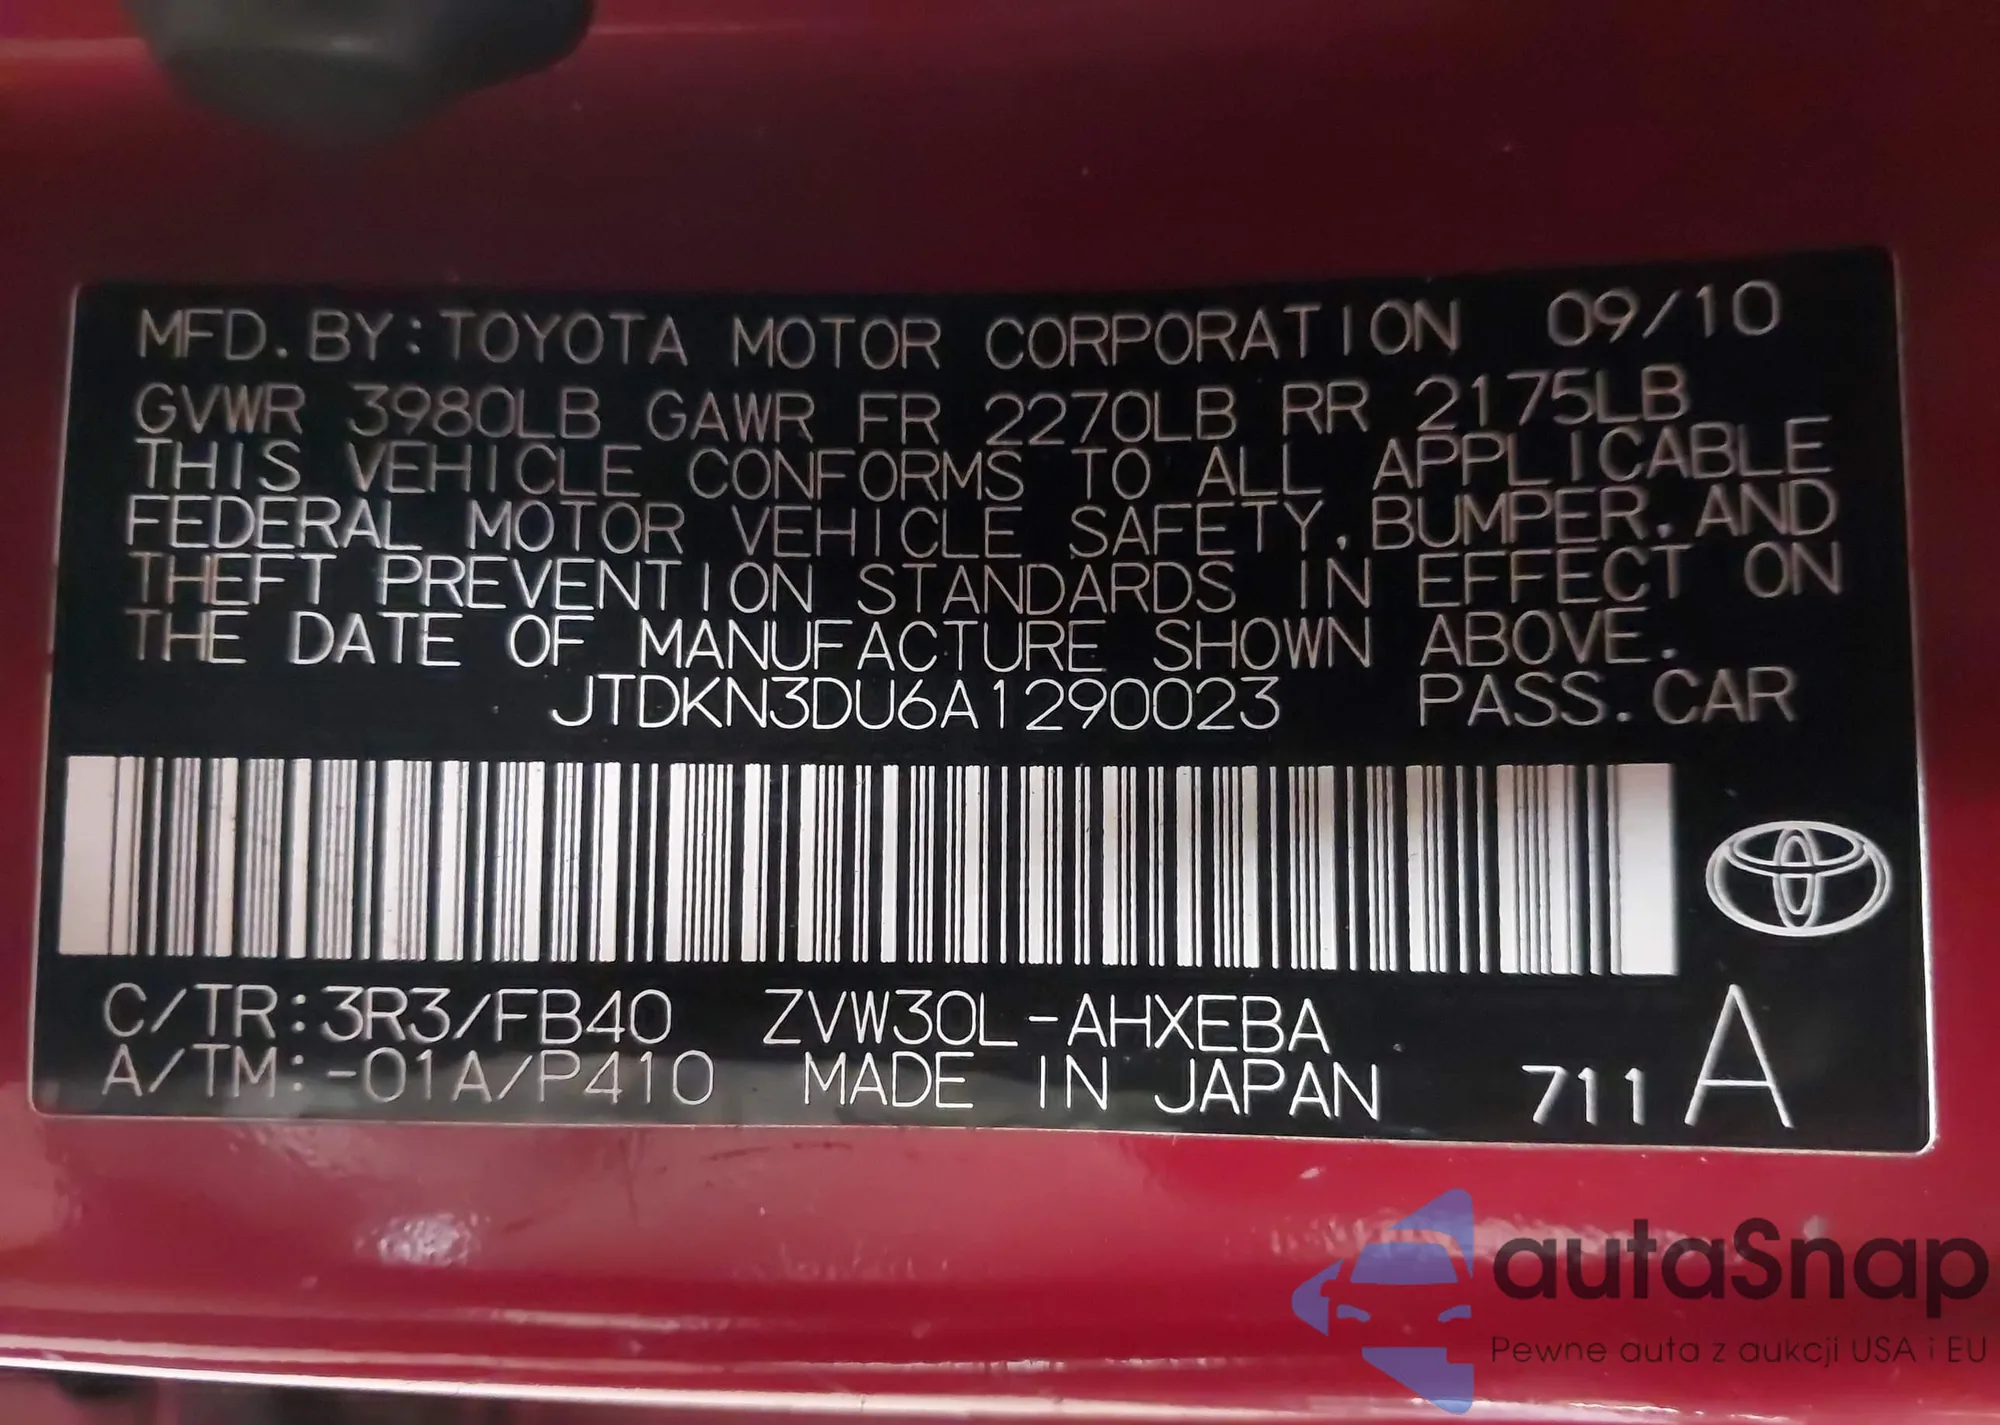 MFD. BY: TOYOTA MOTOR CORPORATION 09/10
GVWR 3980LB GAWR FR 2270LB RR 2175LB
THIS VEHICLE CONFORMS TO ALL APPLICABLE
FEDERAL MOTOR VEHICLE SAFETY, BUMPER, AND
THEFT PREVENTION STANDARDS IN EFFECT ON
THE DATE OF MANUFACTURE SHOWN ABOVE.
JTDKN3DU6A1290023 PASS. CAR
C/TR: 3R3/FB40 ZVW30L-AHXEBA
A/TM: -01A/P410 MADE IN JAPAN 711 A
autaSnap
Pewne auta z aukcji USA i EU